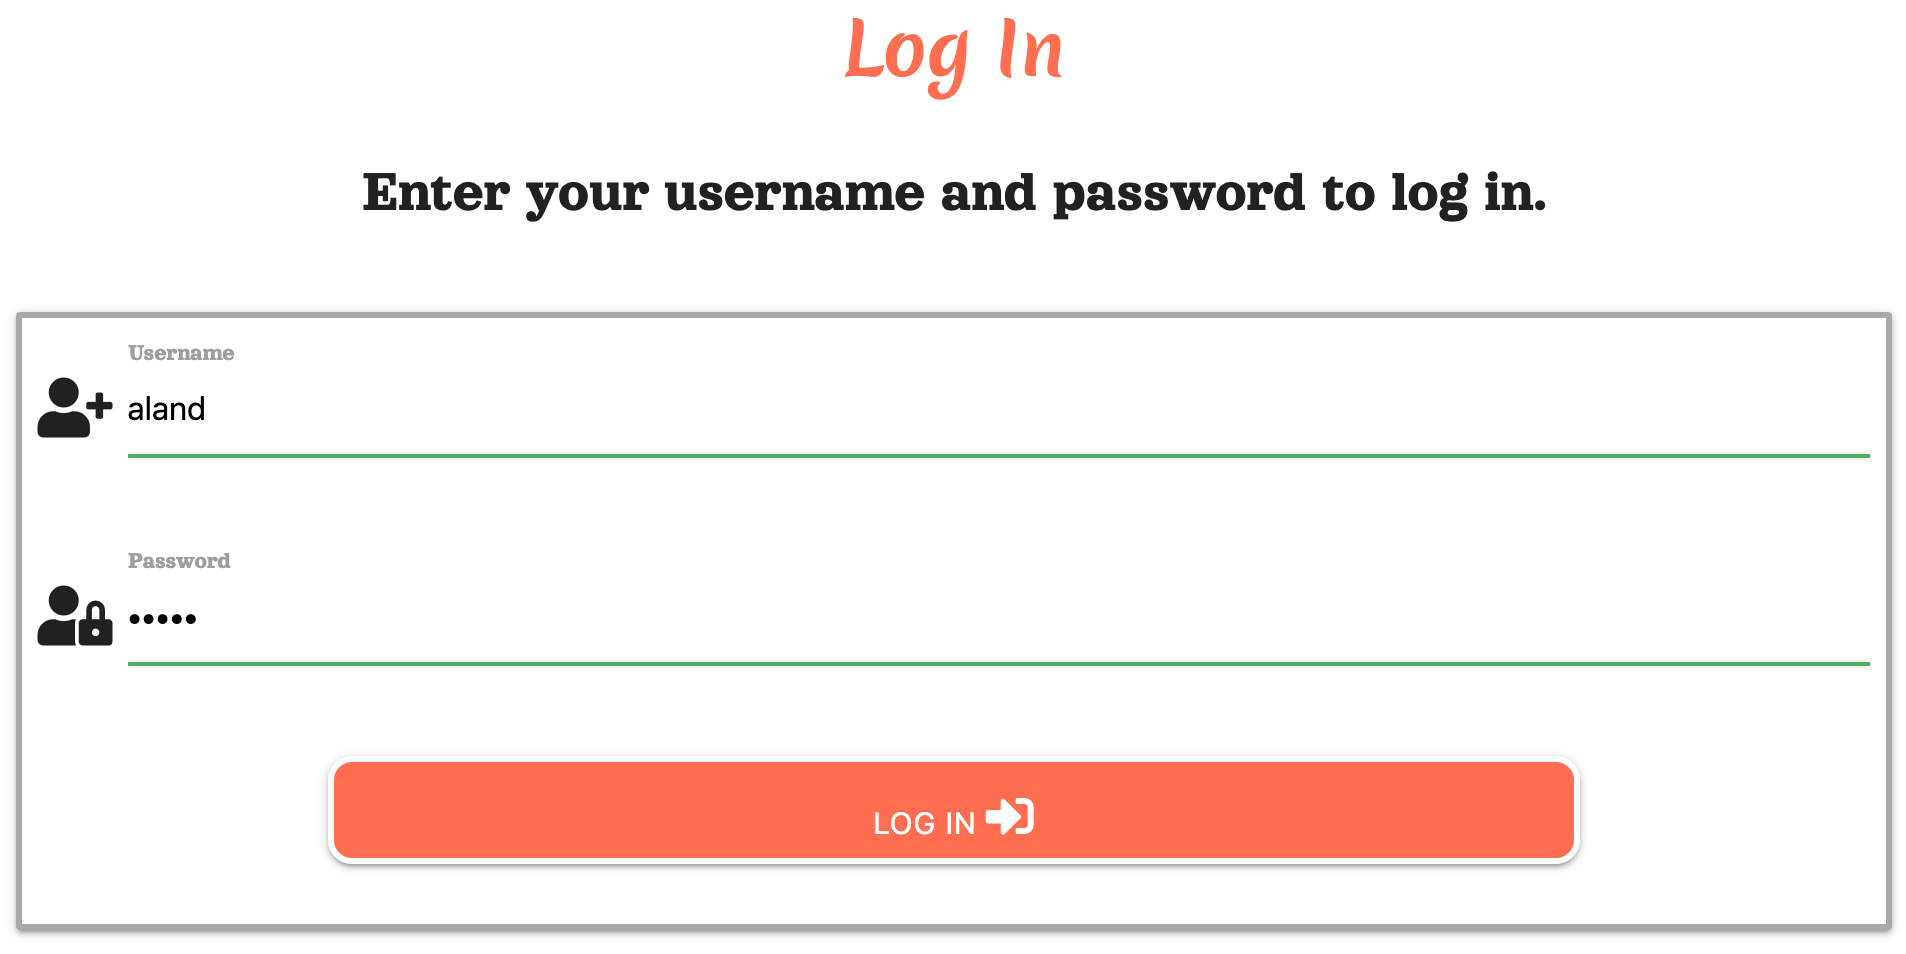 Log In
Enter your username and password to log in.
Username
aland
Password
•••••
LOG IN